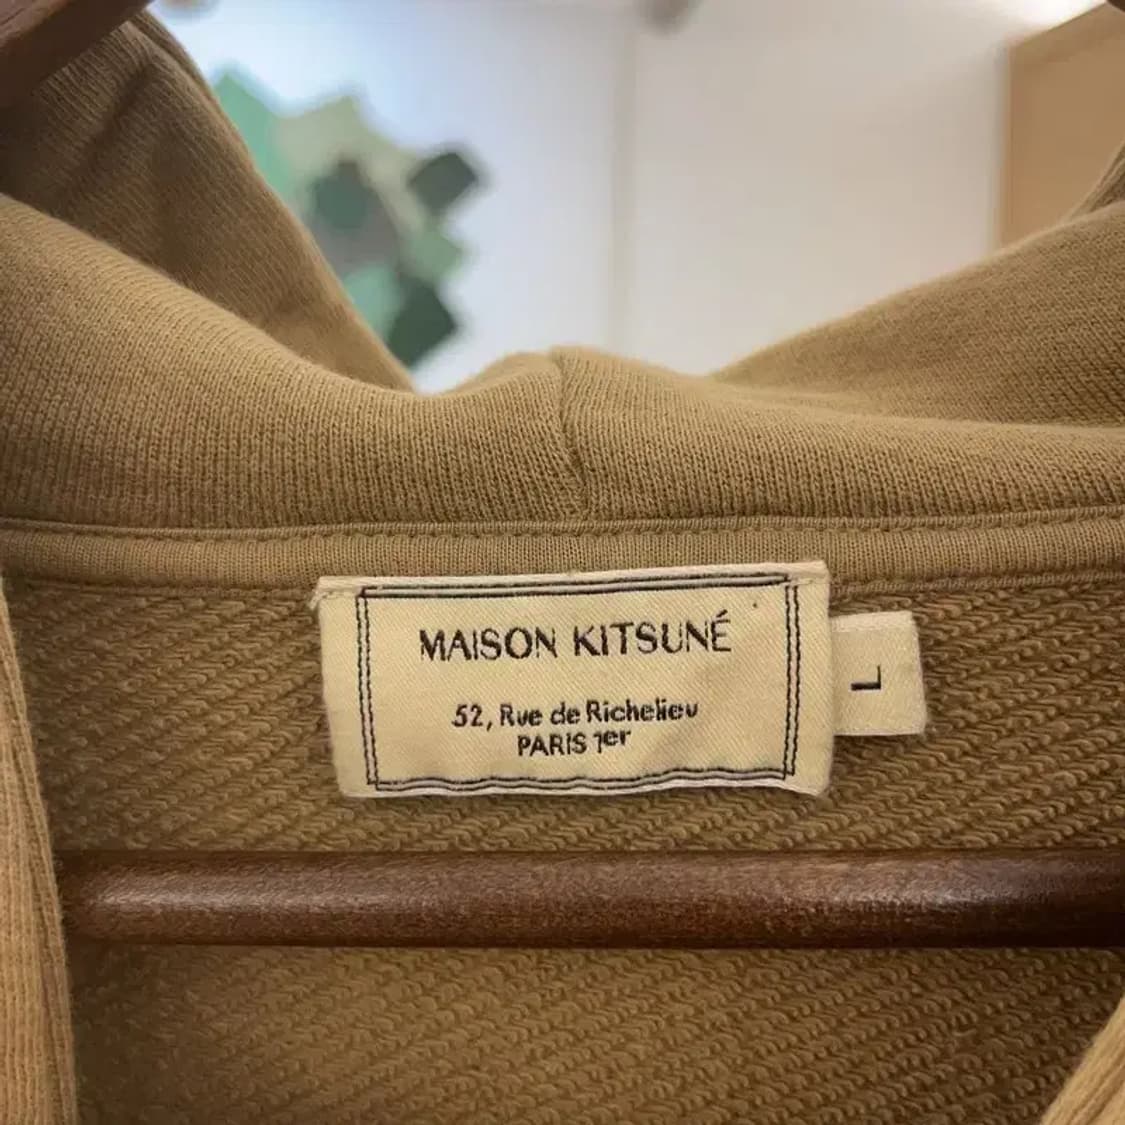 MAISON KITSUNÉ
52, Rue de Richelieu
PARIS 1er
L